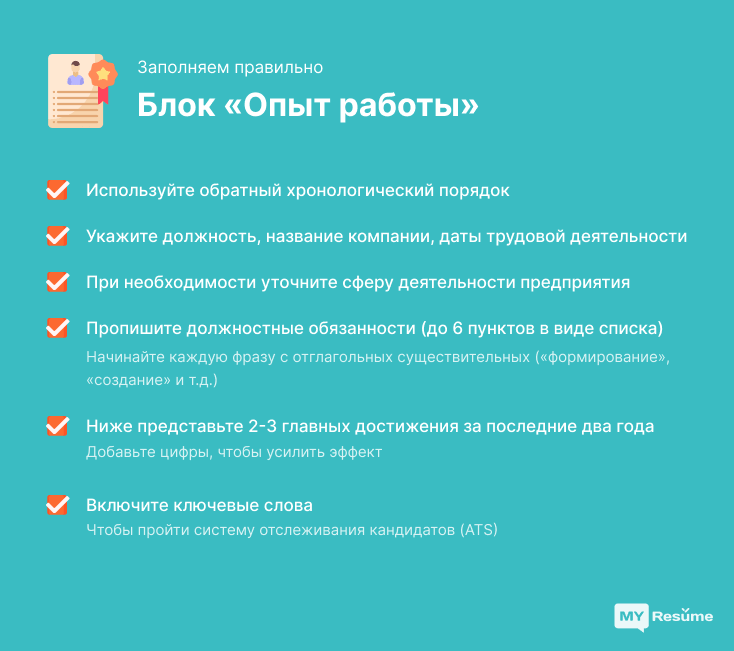 Заполняем правильно
Блок «Опыт работы»
Используйте обратный хронологический порядок
Укажите должность, название компании, даты трудовой деятельности
При необходимости уточните сферу деятельности предприятия
Пропишите должностные обязанности (до 6 пунктов в виде списка)
Начинайте каждую фразу с отглагольных существительных («формирование»,
«создание» и т.д.)
Ниже представьте 2-3 главных достижения за последние два года
Добавьте цифры, чтобы усилить эффект
Включите ключевые слова
Чтобы пройти систему отслеживания кандидатов (ATS)
MY Resume